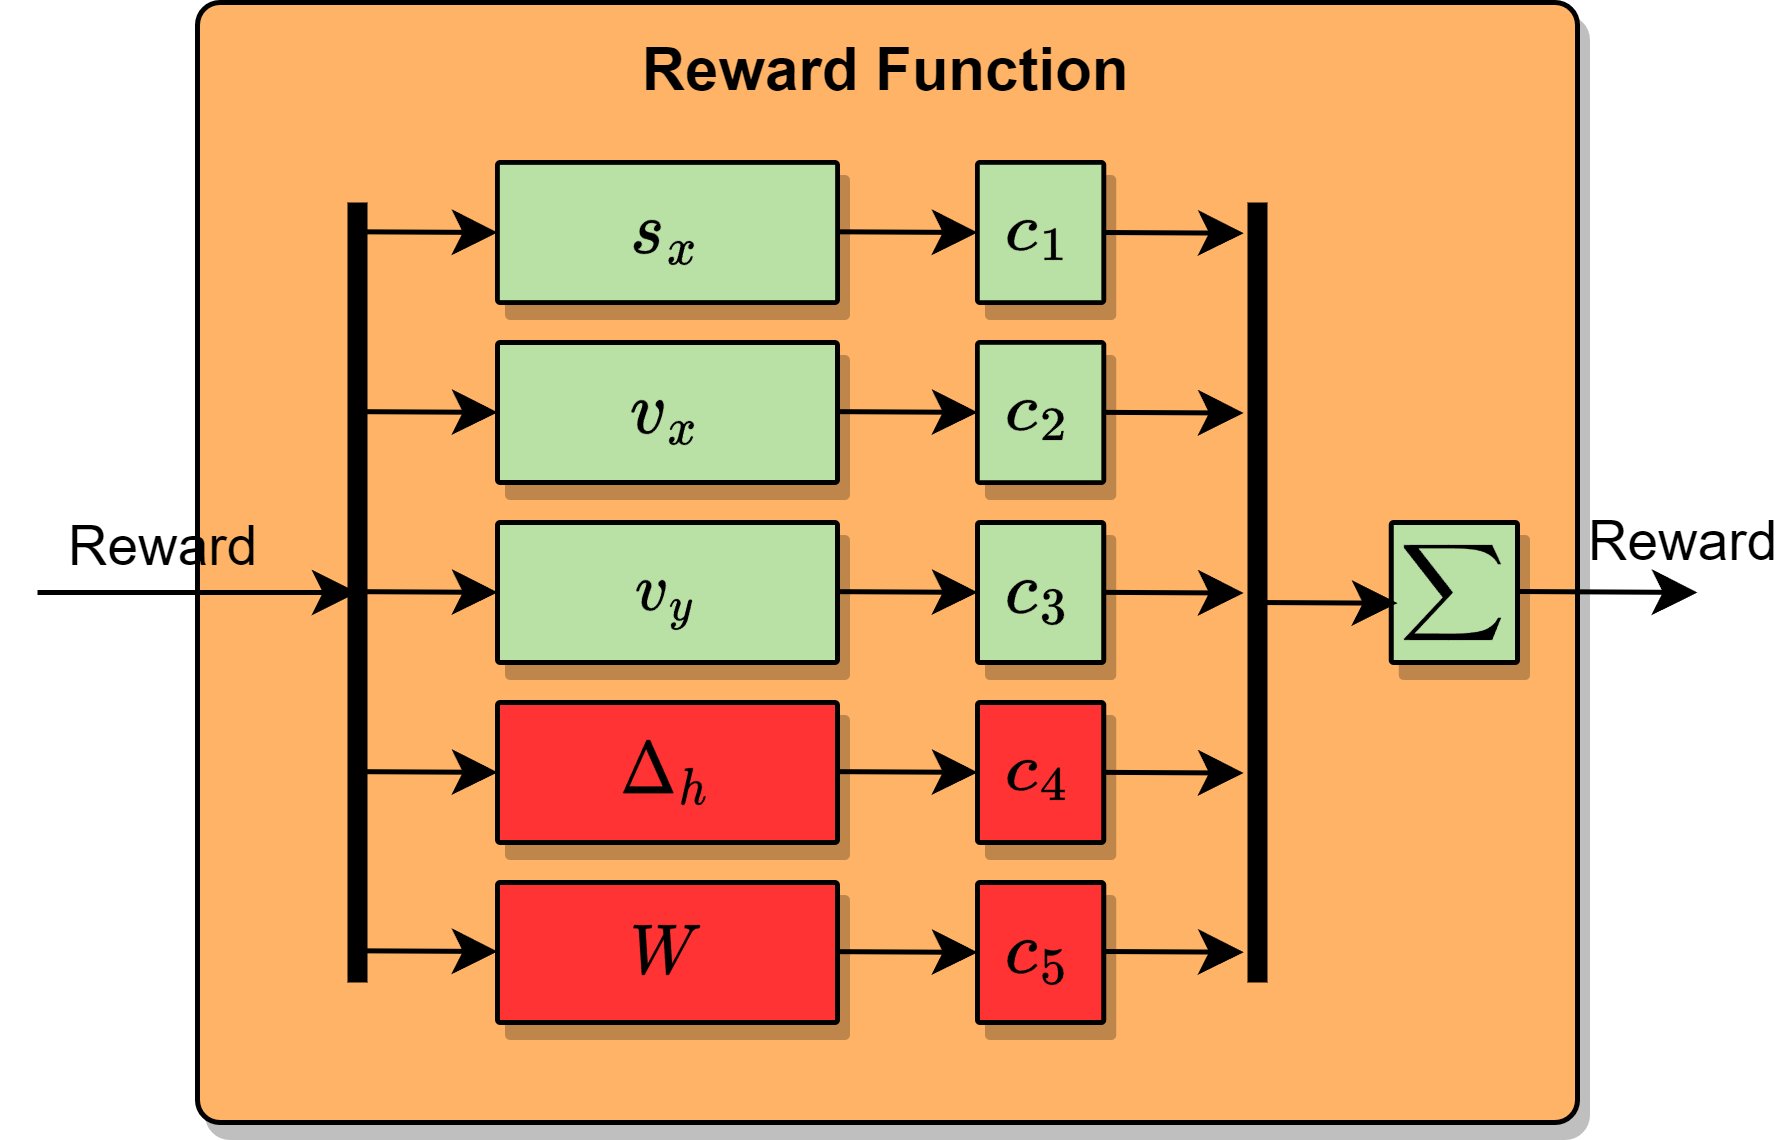 Reward Function
s_x
c_1
v_x
c_2
Reward
v_y
c_3
∑
Reward
Δ_h
c_4
W
c_5